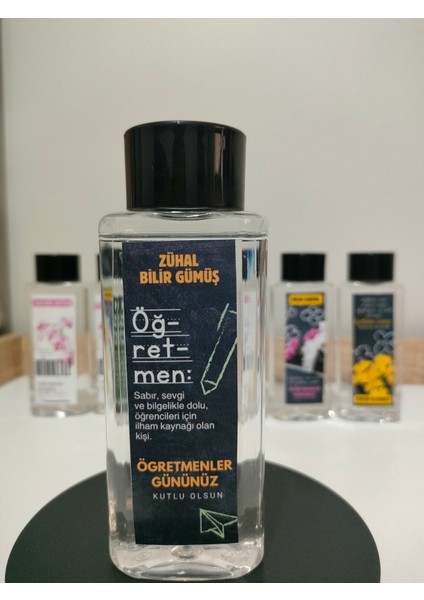 ZÜHAL
BİLİR GÜMÜŞ
Öğ-
ret-
men:
Sabır, sevgi
ve bilgelikle dolu,
öğrencileri için
ilham kaynağı olan
kişi.
ÖGRETMENLER
GÜNÜNÜZ
KUTLU OLSUN